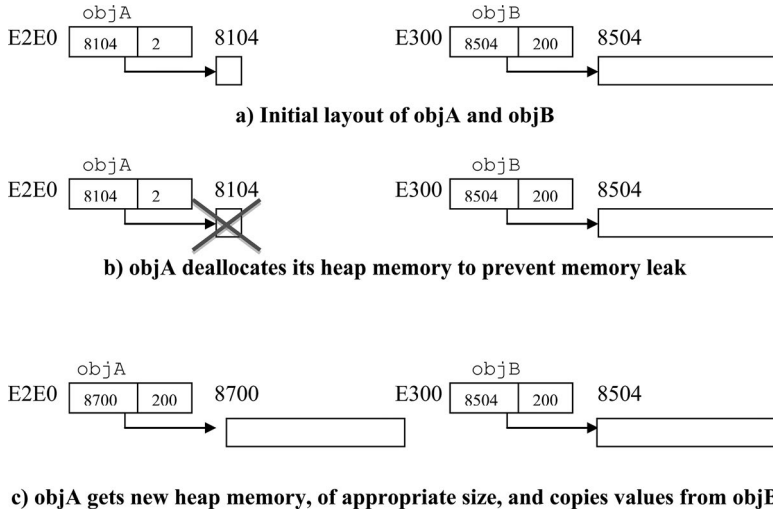 objA objB
E2E0 8104 2 8104 E300 8504 200 8504
a) Initial layout of objA and objB
objA objB
E2E0 8104 2 8104 E300 8504 200 8504
b) objA deallocates its heap memory to prevent memory leak
objA objB
E2E0 8700 200 8700 E300 8504 200 8504
c) objA gets new heap memory, of appropriate size, and copies values from objB